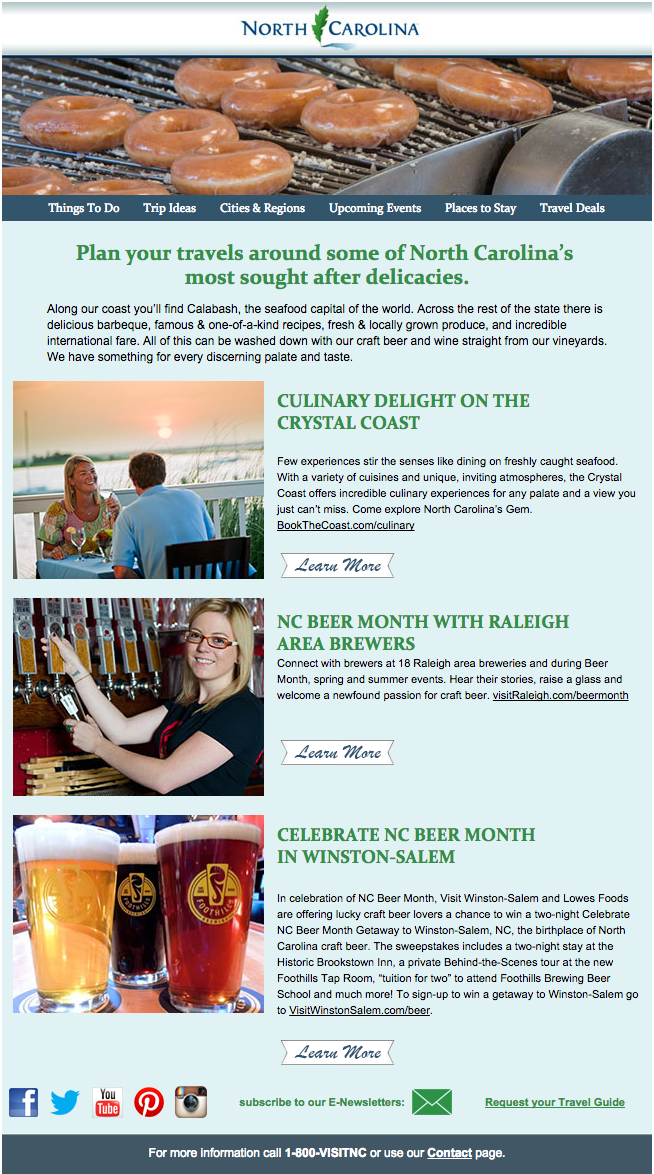 NORTH CAROLINA
Things To Do Trip Ideas Cities & Regions Upcoming Events Places to Stay Travel Deals
Plan your travels around some of North Carolina's
most sought after delicacies.
Along our coast you'll find Calabash, the seafood capital of the world. Across the rest of the state there is
delicious barbeque, famous & one-of-a-kind recipes, fresh & locally grown produce, and incredible
international fare. All of this can be washed down with our craft beer and wine straight from our vineyards.
We have something for every discerning palate and taste.
CULINARY DELIGHT ON THE
CRYSTAL COAST
Few experiences stir the senses like dining on freshly caught seafood.
With a variety of cuisines and unique, inviting atmospheres, the Crystal
Coast offers incredible culinary experiences for any palate and a view you
just can't miss. Come explore North Carolina's Gem.
BookTheCoast.com/culinary
Learn More
NC BEER MONTH WITH RALEIGH
AREA BREWERS
Connect with brewers at 18 Raleigh area breweries and during Beer
Month, spring and summer events. Hear their stories, raise a glass and
welcome a newfound passion for craft beer. visitRaleigh.com/beermonth
Learn More
FOOTHILLS
CELEBRATE NC BEER MONTH
IN WINSTON-SALEM
In celebration of NC Beer Month, Visit Winston-Salem and Lowes Foods
are offering lucky craft beer lovers a chance to win a two-night Celebrate
NC Beer Month Getaway to Winston-Salem, NC, the birthplace of North
Carolina craft beer. The sweepstakes includes a two-night stay at the
Historic Brookstown Inn, a private Behind-the-Scenes tour at the new
Foothills Tap Room, "tuition for two" to attend Foothills Brewing Beer
School and much more! To sign-up to win a getaway to Winston-Salem go
to VisitWinstonSalem.com/beer.
Learn More
You
Tube
subscribe to our E-Newsletters:
Request your Travel Guide
For more information call 1-800-VISITNC or use our Contact page.